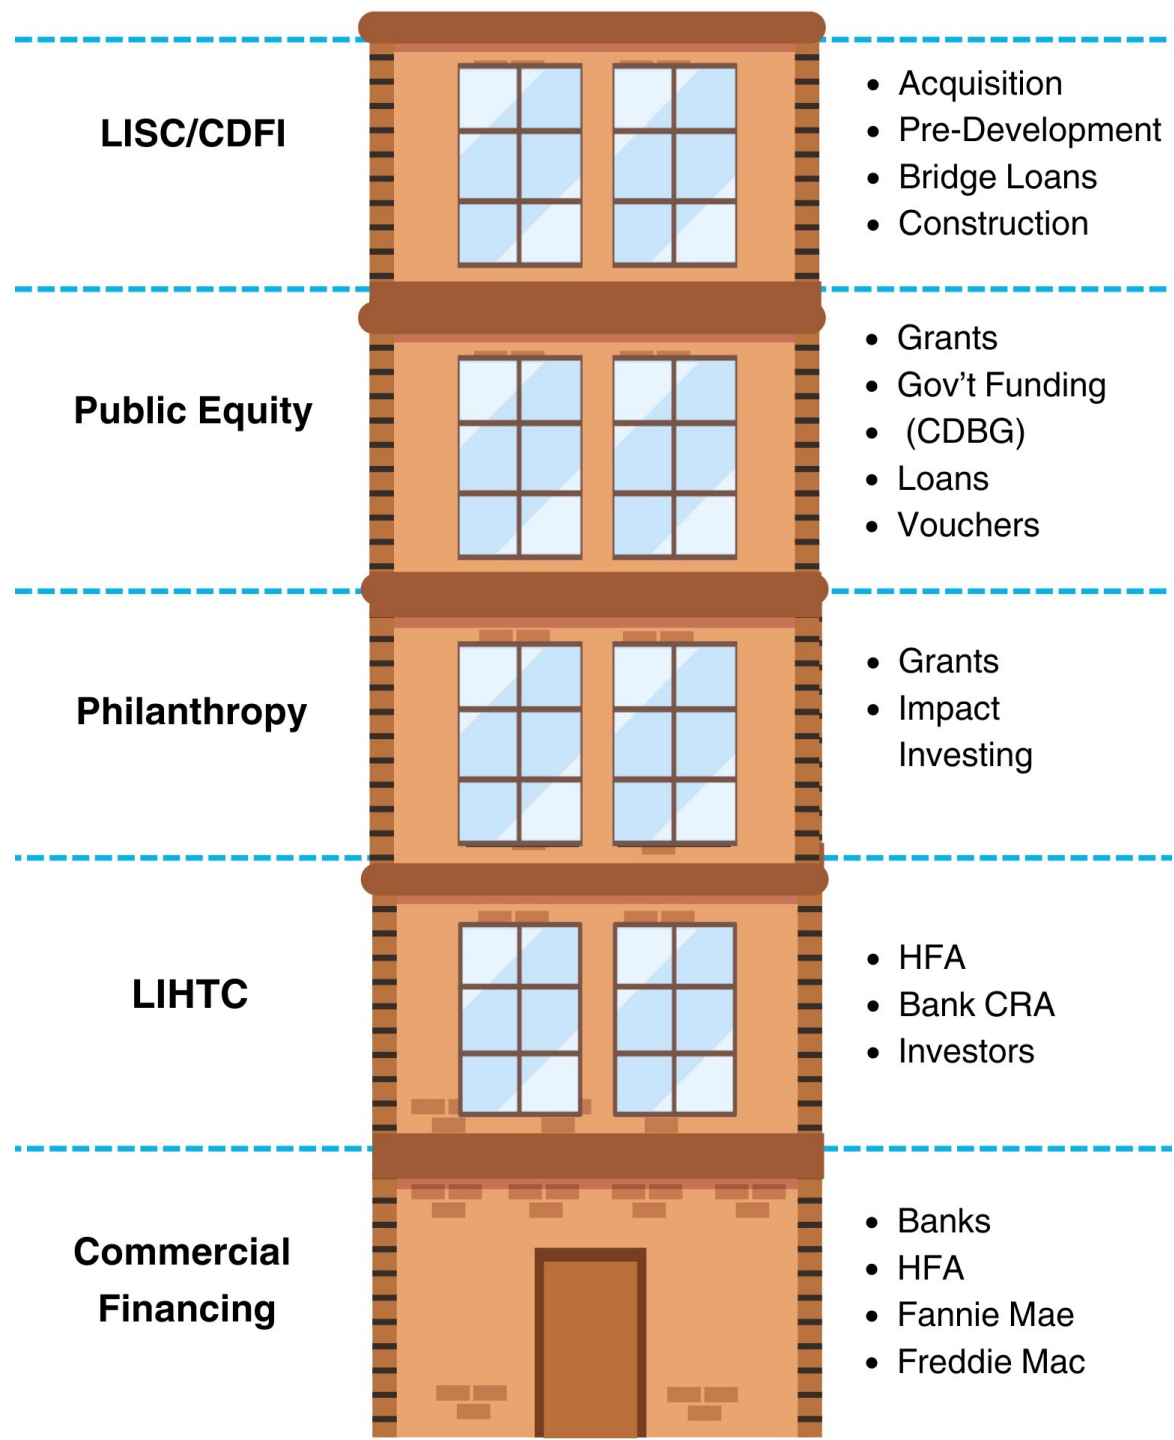 LISC/CDFI
• Acquisition
• Pre-Development
• Bridge Loans
• Construction
Public Equity
• Grants
• Gov’t Funding
• (CDBG)
• Loans
• Vouchers
Philanthropy
• Grants
• Impact
Investing
LIHTC
• HFA
• Bank CRA
• Investors
Commercial
Financing
• Banks
• HFA
• Fannie Mae
• Freddie Mac